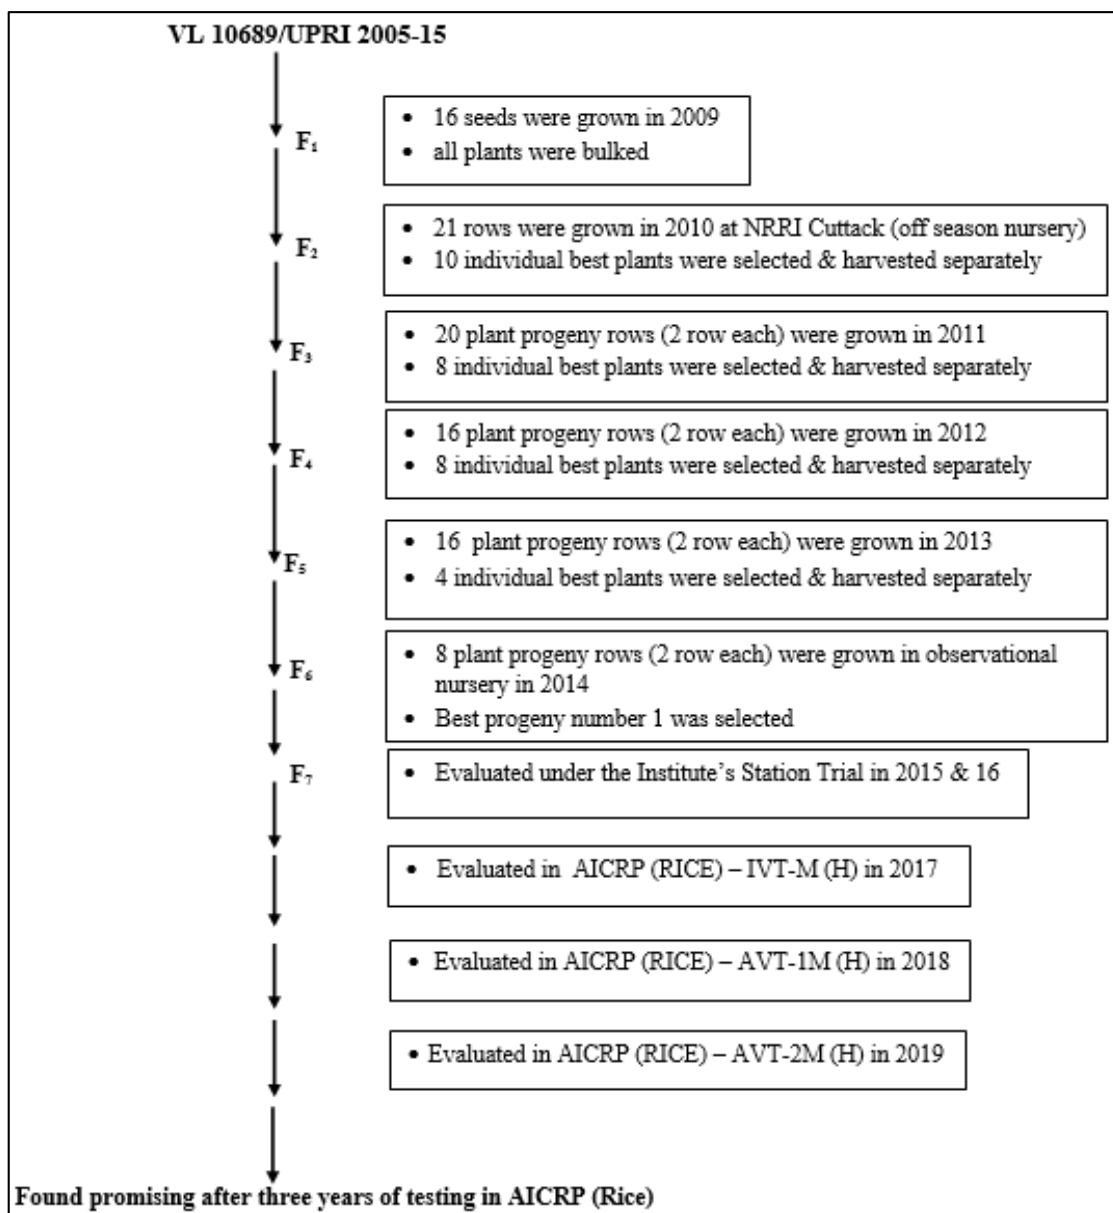 VL 10689/UPRI 2005-15
F₁
• 16 seeds were grown in 2009
• all plants were bulked
F₂
• 21 rows were grown in 2010 at NRRI Cuttack (off season nursery)
• 10 individual best plants were selected & harvested separately
F₃
• 20 plant progeny rows (2 row each) were grown in 2011
• 8 individual best plants were selected & harvested separately
F₄
• 16 plant progeny rows (2 row each) were grown in 2012
• 8 individual best plants were selected & harvested separately
F₅
• 16 plant progeny rows (2 row each) were grown in 2013
• 4 individual best plants were selected & harvested separately
F₆
• 8 plant progeny rows (2 row each) were grown in observational
nursery in 2014
• Best progeny number 1 was selected
F₇
• Evaluated under the Institute's Station Trial in 2015 & 16
• Evaluated in AICRP (RICE) – IVT-M (H) in 2017
• Evaluated in AICRP (RICE) – AVT-1M (H) in 2018
• Evaluated in AICRP (RICE) – AVT-2M (H) in 2019
Found promising after three years of testing in AICRP (Rice)